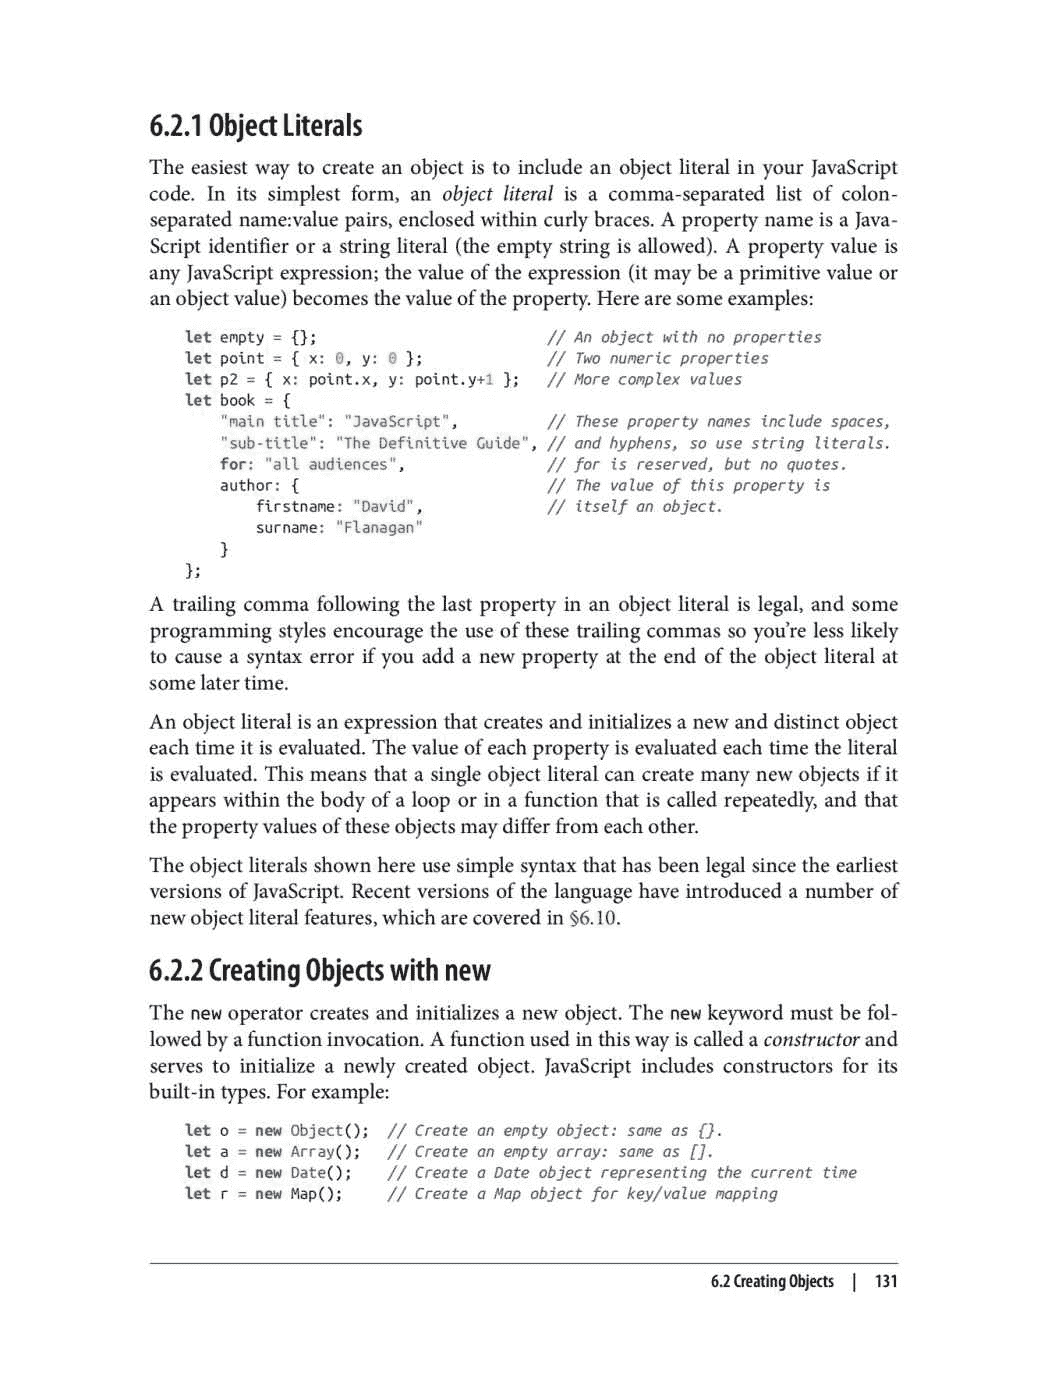 6.2.1 Object Literals
The easiest way to create an object is to include an object literal in your JavaScript
code. In its simplest form, an object literal is a comma-separated list of colon-
separated name:value pairs, enclosed within curly braces. A property name is a Java-
Script identifier or a string literal (the empty string is allowed). A property value is
any JavaScript expression; the value of the expression (it may be a primitive value or
an object value) becomes the value of the property. Here are some examples:
let empty = {};                          // An object with no properties
let point = { x: 0, y: 0 };              // Two numeric properties
let p2 = { x: point.x, y: point.y+1 };   // More complex values
let book = {
    "main title": "JavaScript",          // These property names include spaces,
    "sub-title": "The Definitive Guide", // and hyphens, so use string literals.
    for: "all audiences",                // for is reserved, but no quotes.
    author: {                            // The value of this property is
        firstname: "David",              // itself an object.
        surname: "Flanagan"
    }
};
A trailing comma following the last property in an object literal is legal, and some
programming styles encourage the use of these trailing commas so you're less likely
to cause a syntax error if you add a new property at the end of the object literal at
some later time.
An object literal is an expression that creates and initializes a new and distinct object
each time it is evaluated. The value of each property is evaluated each time the literal
is evaluated. This means that a single object literal can create many new objects if it
appears within the body of a loop or in a function that is called repeatedly, and that
the property values of these objects may differ from each other.
The object literals shown here use simple syntax that has been legal since the earliest
versions of JavaScript. Recent versions of the language have introduced a number of
new object literal features, which are covered in §6.10.
6.2.2 Creating Objects with new
The new operator creates and initializes a new object. The new keyword must be fol-
lowed by a function invocation. A function used in this way is called a constructor and
serves to initialize a newly created object. JavaScript includes constructors for its
built-in types. For example:
let o = new Object();  // Create an empty object: same as {}.
let a = new Array();   // Create an empty array: same as [].
let d = new Date();    // Create a Date object representing the current time
let r = new Map();     // Create a Map object for key/value mapping
6.2 Creating Objects | 131